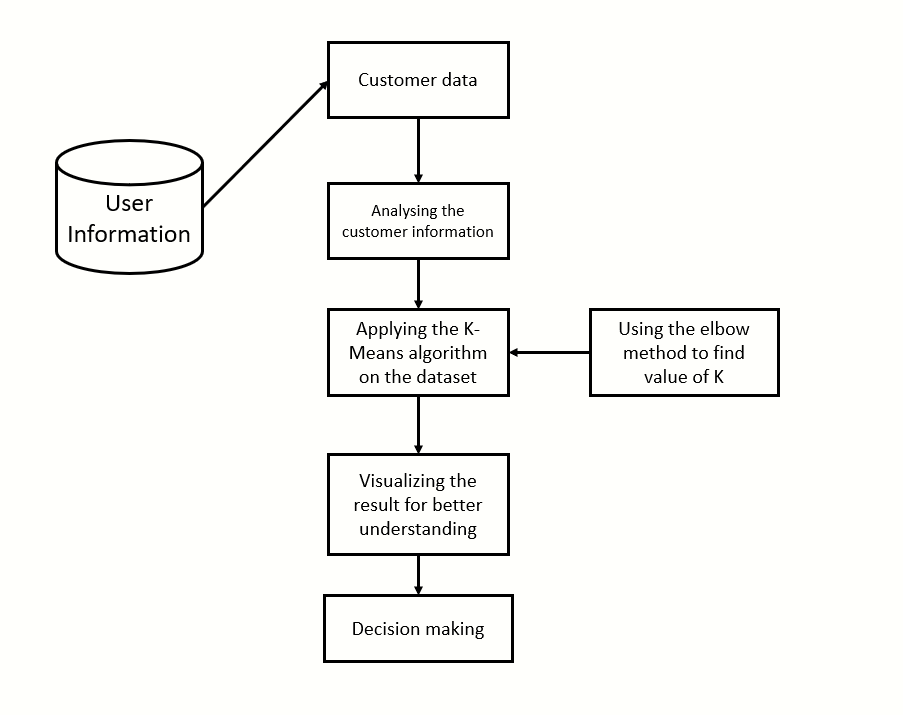 Customer data
User
Information
Analysing the
customer information
Applying the K-
Means algorithm
on the dataset
Using the elbow
method to find
value of K
Visualizing the
result for better
understanding
Decision making